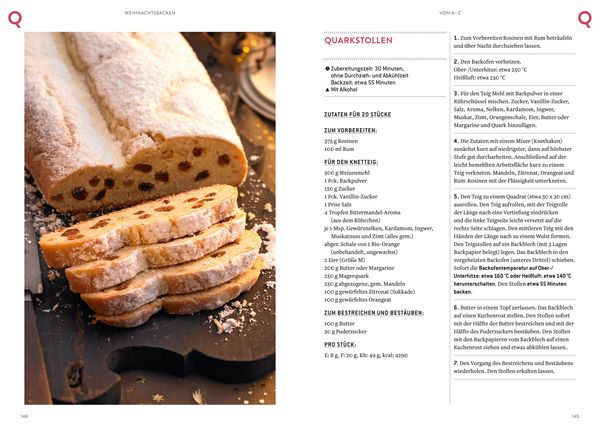 Q
WEIHNACHTSBACKEN
VON A–Z
Q
QUARKSTOLLEN
Zubereitungszeit: 30 Minuten,
ohne Durchzieh- und Abkühlzeit
Backzeit: etwa 55 Minuten
Mit Alkohol
ZUTATEN FÜR 20 STÜCKE
ZUM VORBEREITEN:
375 g Rosinen
100 ml Rum
FÜR DEN KNETTEIG:
500 g Weizenmehl
1 Pck. Backpulver
150 g Zucker
1 Pck. Vanillin-Zucker
1 Prise Salz
4 Tropfen Bittermandel-Aroma
(aus dem Röhrchen)
je 1 Msp. Gewürznelken, Kardamom, Ingwer,
Muskatnuss und Zimt (alles gem.)
abger. Schale von 1 Bio-Orange
(unbehandelt, ungewachst)
2 Eier (Größe M)
200 g Butter oder Margarine
250 g Magerquark
250 g abgezogene, gem. Mandeln
100 g gewürfeltes Zitronat (Sukkade)
100 g gewürfeltes Orangeat
ZUM BESTREICHEN UND BESTÄUBEN:
100 g Butter
50 g Puderzucker
PRO STÜCK:
E: 8 g, F: 20 g, Kh: 49 g, kcal: 4290
1. Zum Vorbereiten Rosinen mit Rum beträufeln
und über Nacht durchziehen lassen.
2. Den Backofen vorheizen.
Ober-/Unterhitze: etwa 250 °C
Heißluft: etwa 230 °C
3. Für den Teig Mehl mit Backpulver in einer
Rührschüssel mischen. Zucker, Vanillin-Zucker,
Salz, Aroma, Nelken, Kardamom, Ingwer,
Muskat, Zimt, Orangenschale, Eier, Butter oder
Margarine und Quark hinzufügen.
4. Die Zutaten mit einem Mixer (Knethaken)
zunächst kurz auf niedrigster, dann auf höchster
Stufe gut durcharbeiten. Anschließend auf der
leicht bemehlten Arbeitsfläche kurz zu einem
Teig verkneten. Mandeln, Zitronat, Orangeat und
Rum-Rosinen mit der Flüssigkeit unterkneten.
5. Den Teig zu einem Quadrat (etwa 30 x 30 cm)
ausrollen. Den Teig aufrollen, mit der Teigrolle
der Länge nach eine Vertiefung eindrücken
und die linke Teigseite leicht versetzt auf die
rechte Seite schlagen. Den mittleren Teil mit den
Händen der Länge nach zu einem Wulst formen.
Den Teigstollen auf ein Backblech (mit 3 Lagen
Backpapier belegt) legen. Das Backblech in den
vorgeheizten Backofen (unteres Drittel) schieben.
Sofort die Backofentemperatur auf Ober-/
Unterhitze: etwa 160 °C oder Heißluft: etwa 140 °C
herunterschalten. Den Stollen etwa 55 Minuten
backen.
6. Butter in einem Topf zerlassen. Das Backblech
auf einen Kuchenrost stellen. Den Stollen sofort
mit der Hälfte der Butter bestreichen und mit der
Hälfte des Puderzuckers bestäuben. Den Stollen
mit den Backpapieren vom Backblech auf einen
Kuchenrost ziehen und etwas abkühlen lassen.
7. Den Vorgang des Bestreichens und Bestäubens
wiederholen. Den Stollen erkalten lassen.
144
145